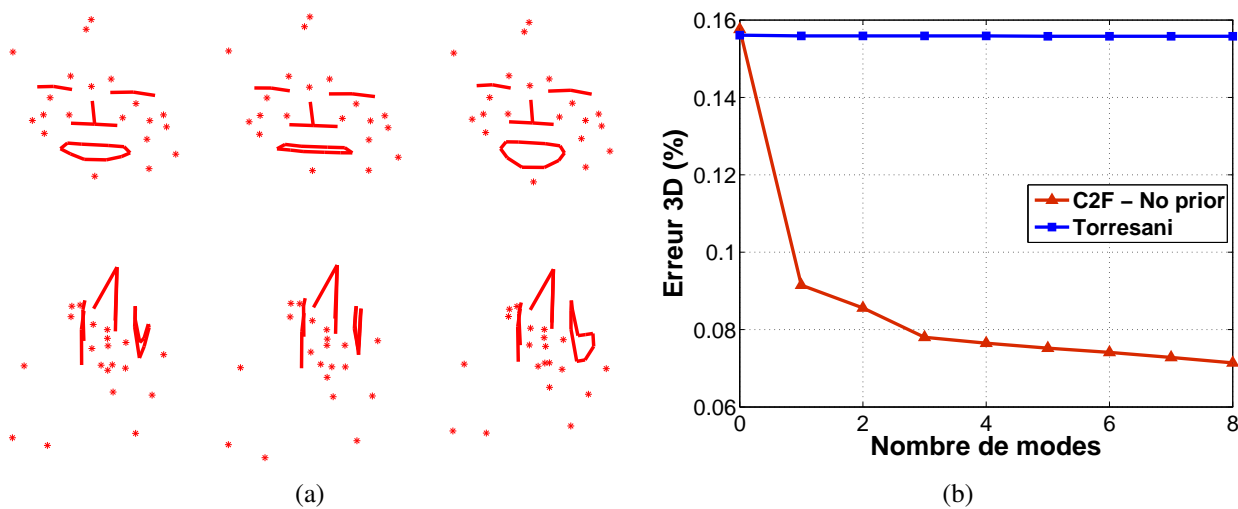 0.16
0.14
0.12
0.1
0.08
0.06
Erreur 3D (%)
C2F − No prior
Torresani
0 2 4 6 8
Nombre de modes
(a) (b)